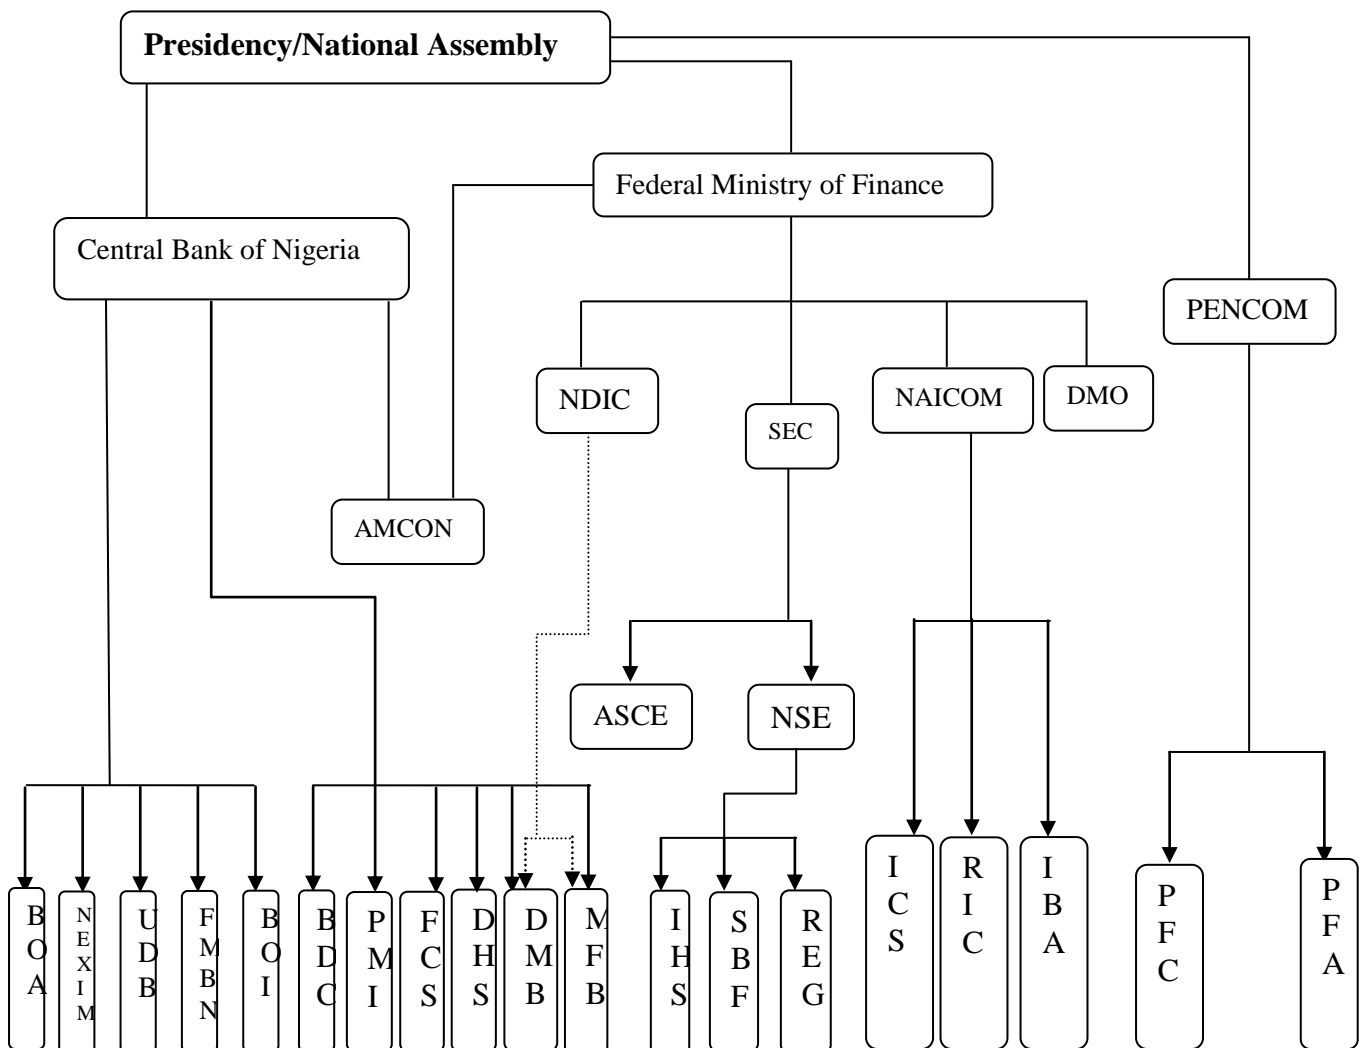 Presidency/National Assembly
Federal Ministry of Finance
Central Bank of Nigeria
PENCOM
NDIC
SEC
NAICOM
DMO
AMCON
ASCE
NSE
BOA
NEXIM
UDB
FMBN
BOI
BDC
PMI
FCS
DHS
DMB
MFB
IHS
SBF
REG
ICS
RIC
IBA
PFC
PFA